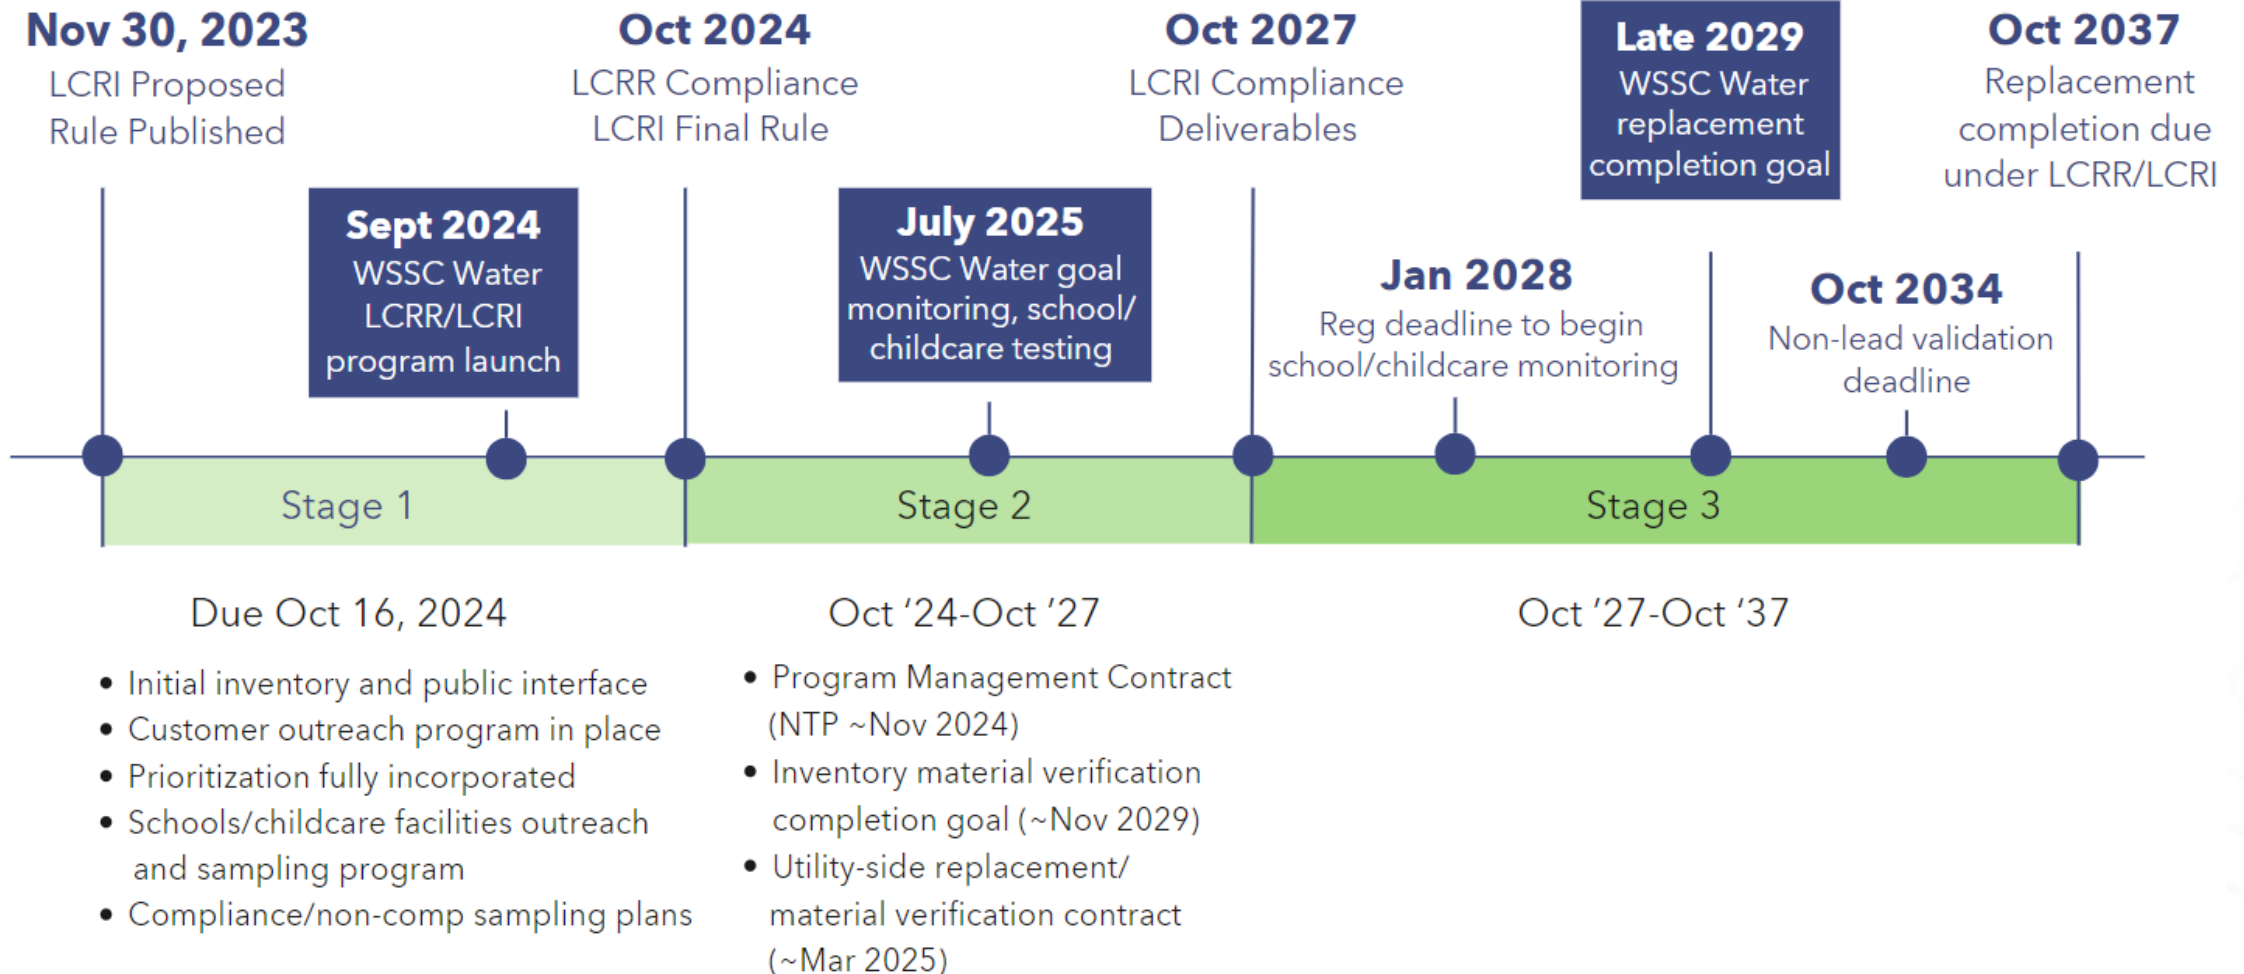 Nov 30, 2023
LCRI Proposed
Rule Published
Sept 2024
WSSC Water
LCRR/LCRI
program launch
Oct 2024
LCRR Compliance
LCRI Final Rule
July 2025
WSSC Water goal
monitoring, school/
childcare testing
Oct 2027
LCRI Compliance
Deliverables
Jan 2028
Reg deadline to begin
school/childcare monitoring
Late 2029
WSSC Water
replacement
completion goal
Oct 2034
Non-lead validation
deadline
Oct 2037
Replacement
completion due
under LCRR/LCRI
Stage 1
Stage 2
Stage 3
Due Oct 16, 2024
• Initial inventory and public interface
• Customer outreach program in place
• Prioritization fully incorporated
• Schools/childcare facilities outreach
and sampling program
• Compliance/non-comp sampling plans
Oct ‘24-Oct ’27
• Program Management Contract
(NTP ~Nov 2024)
• Inventory material verification
completion goal (~Nov 2029)
• Utility-side replacement/
material verification contract
(~Mar 2025)
Oct ’27-Oct ‘37